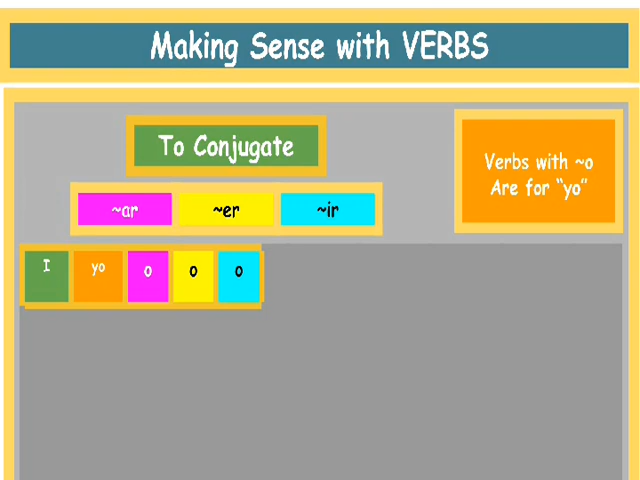 Making Sense with VERBS
To Conjugate
Verbs with ~o
Are for "yo"
~ar ~er ~ir
I yo o o o